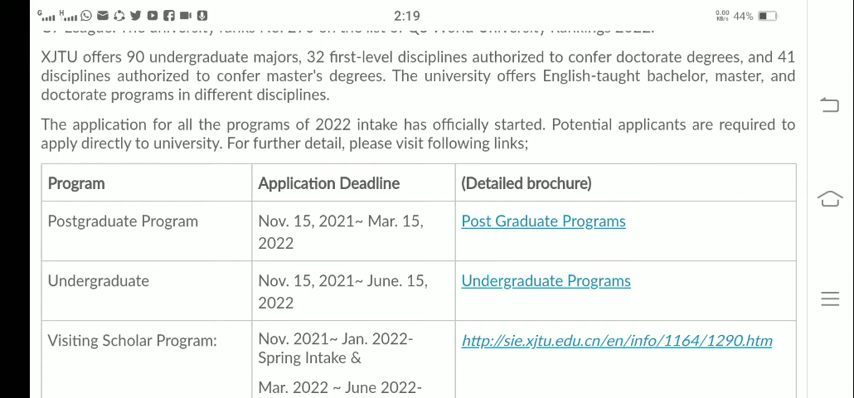 2:19
0.00 KB/s 44%
XJTU offers 90 undergraduate majors, 32 first-level disciplines authorized to confer doctorate degrees, and 41
disciplines authorized to confer master's degrees. The university offers English-taught bachelor, master, and
doctorate programs in different disciplines.
The application for all the programs of 2022 intake has officially started. Potential applicants are required to
apply directly to university. For further detail, please visit following links;
Program Application Deadline (Detailed brochure)
Postgraduate Program Nov. 15, 2021~ Mar. 15, Post Graduate Programs
2022
Undergraduate Nov. 15, 2021~ June. 15, Undergraduate Programs
2022
Visiting Scholar Program: Nov. 2021~ Jan. 2022- http://sie.xjtu.edu.cn/en/info/1164/1290.htm
Spring Intake &
Mar. 2022 ~ June 2022-